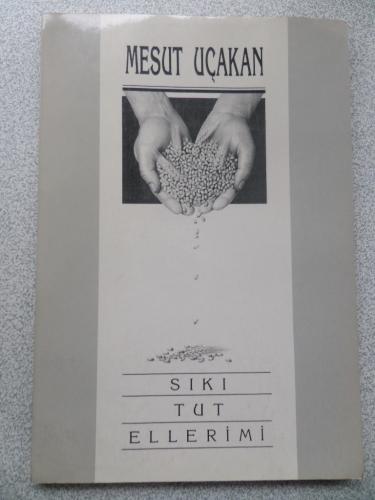 MESUT UÇAKAN
SIKI
TUT
ELLERİMİ